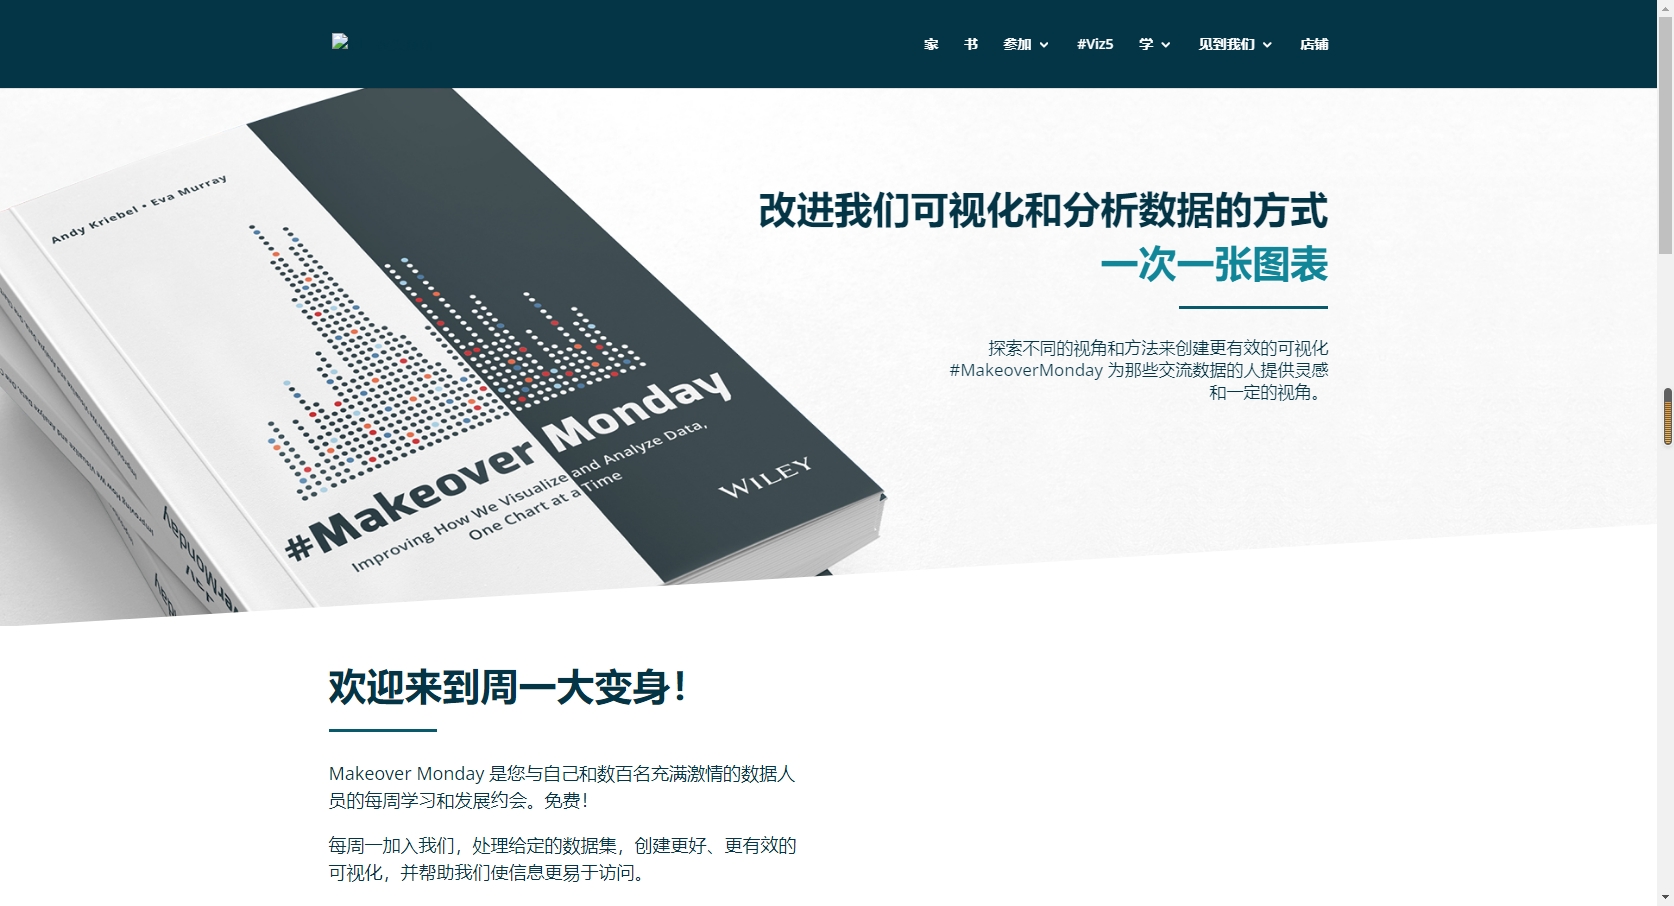 家 书 参加 #Viz5 学 见到我们 店铺
Andy Kriebel • Eva Murray
#Makeover Monday
Improving How We Visualize and Analyze Data,
One Chart at a Time
WILEY
改进我们可视化和分析数据的方式
一次一张图表
探索不同的视角和方法来创建更有效的可视化
#MakeoverMonday 为那些交流数据的人提供灵感
和一定的视角。
欢迎来到周一大变身！
Makeover Monday 是您与自己和数百名充满激情的数据人
员的每周学习和发展约会。免费！
每周一加入我们，处理给定的数据集，创建更好、更有效的
可视化，并帮助我们使信息更易于访问。